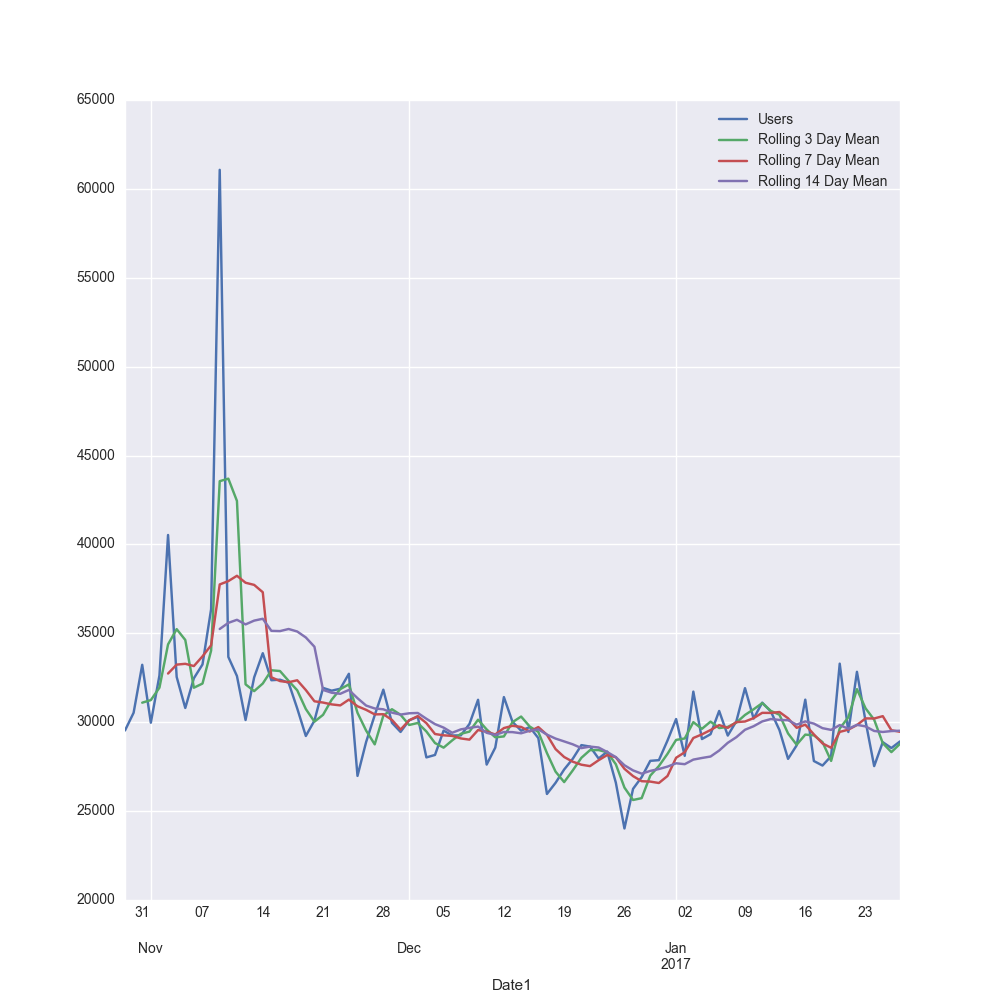 65000
60000
55000
50000
45000
40000
35000
30000
25000
20000
Users
Rolling 3 Day Mean
Rolling 7 Day Mean
Rolling 14 Day Mean
31 07 14 21 28 05 12 19 26 02 09 16 23
Nov Dec Jan
2017
Date1